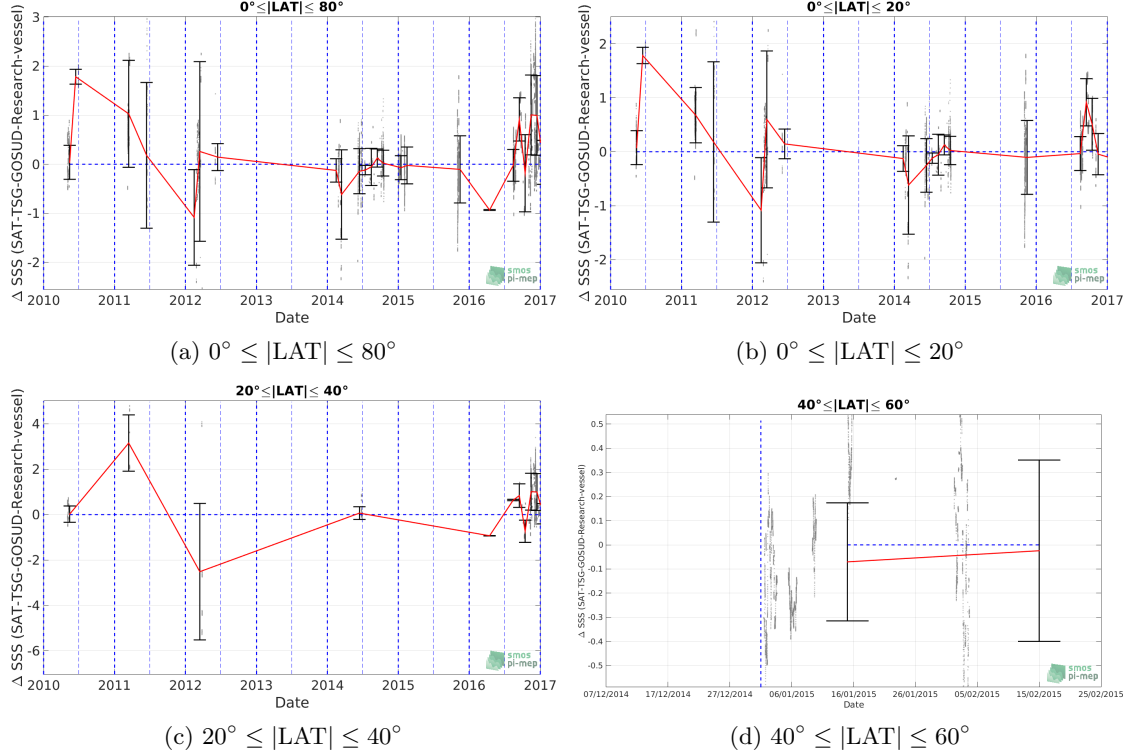 0°≤|LAT|≤ 80°
Δ SSS (SAT-TSG-GOSUD-Research-vessel)
3
2
1
0
-1
-2
smos
pi-mep
2010 2011 2012 2013 2014 2015 2016 2017
Date
(a) 0° ≤ |LAT| ≤ 80°
0°≤|LAT|≤ 20°
Δ SSS (SAT-TSG-GOSUD-Research-vessel)
2
1
0
-1
-2
smos
pi-mep
2010 2011 2012 2013 2014 2015 2016 2017
Date
(b) 0° ≤ |LAT| ≤ 20°
20°≤|LAT|≤ 40°
Δ SSS (SAT-TSG-GOSUD-Research-vessel)
4
2
0
-2
-4
-6
smos
pi-mep
2010 2011 2012 2013 2014 2015 2016 2017
Date
(c) 20° ≤ |LAT| ≤ 40°
40°≤|LAT|≤ 60°
Δ SSS (SAT-TSG-GOSUD-Research-vessel)
0.5
0.4
0.3
0.2
0.1
0
-0.1
-0.2
-0.3
-0.4
-0.5
smos
pi-mep
07/12/2014 17/12/2014 27/12/2014 06/01/2015 16/01/2015 26/01/2015 05/02/2015 15/02/2015 25/02/2015
Date
(d) 40° ≤ |LAT| ≤ 60°